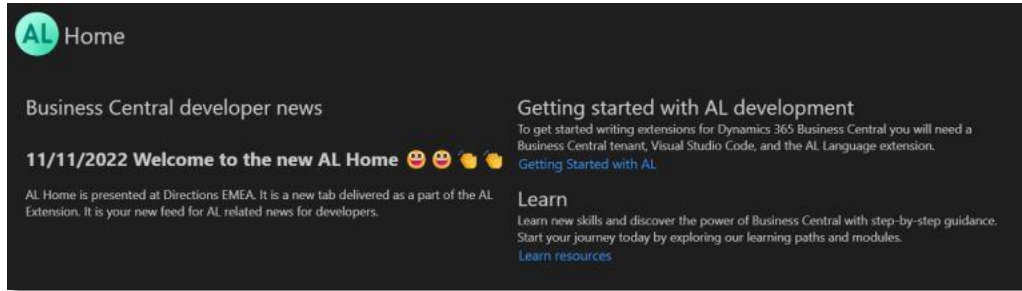 AL Home
Business Central developer news
11/11/2022 Welcome to the new AL Home 😃 😃 👏 👏
AL Home is presented at Directions EMEA. It is a new tab delivered as a part of the AL
Extension. It is your new feed for AL related news for developers.
Getting started with AL development
To get started writing extensions for Dynamics 365 Business Central you will need a
Business Central tenant, Visual Studio Code, and the AL Language extension.
Getting Started with AL
Learn
Learn new skills and discover the power of Business Central with step-by-step guidance.
Start your journey today by exploring our learning paths and modules.
Learn resources